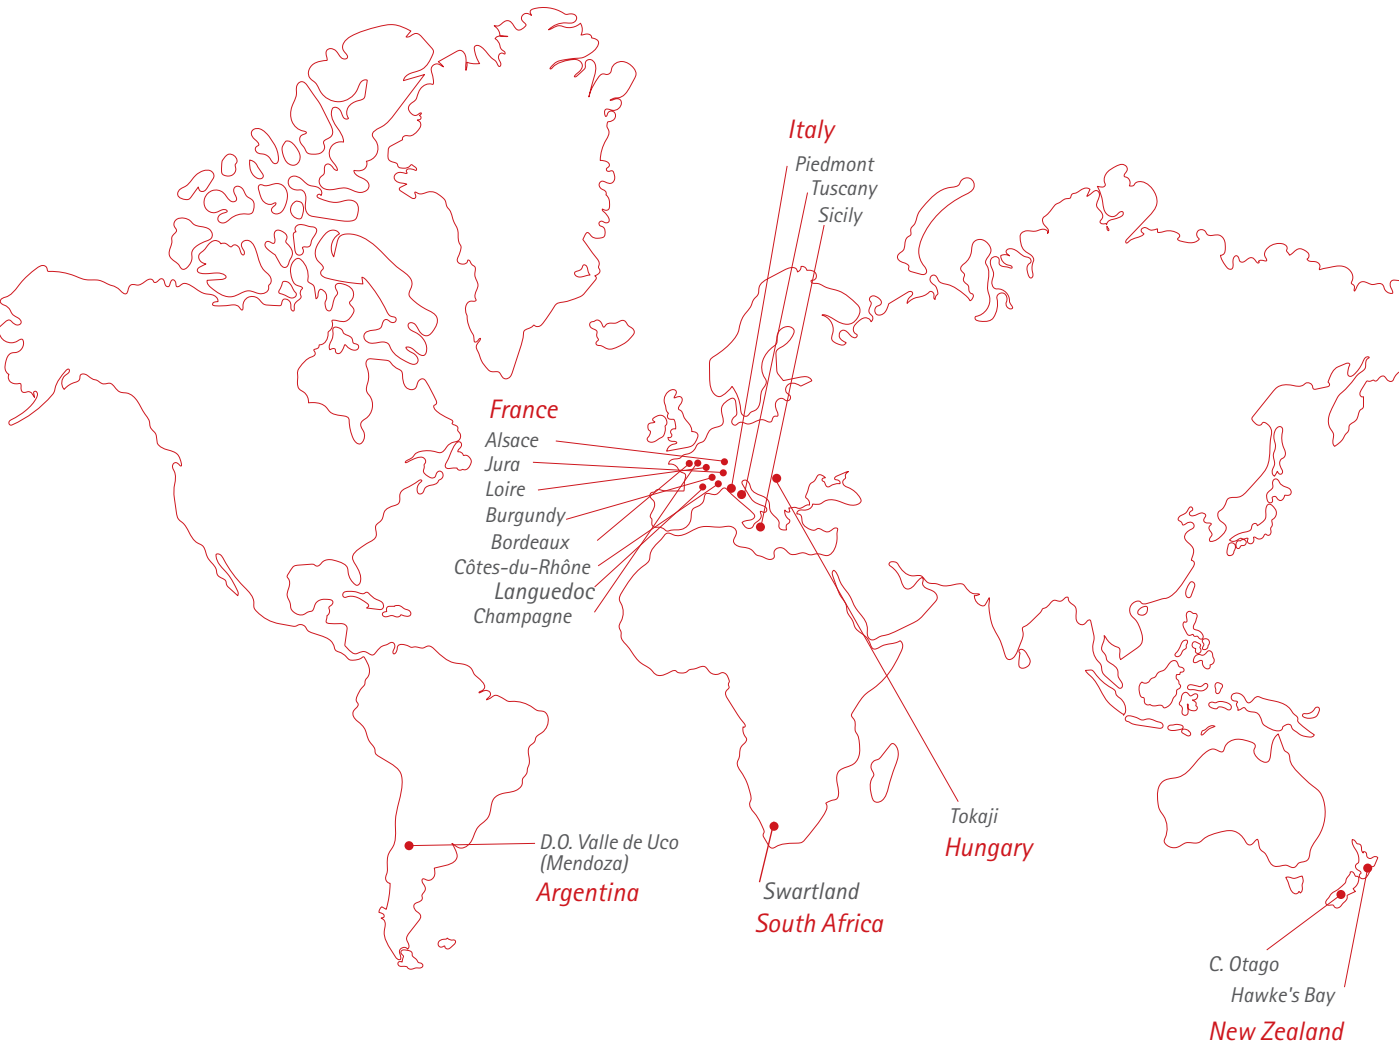 Italy
Piedmont
Tuscany
Sicily
France
Alsace
Jura
Loire
Burgundy
Bordeaux
Côtes-du-Rhône
Languedoc
Champagne
Tokaji
Hungary
D.O. Valle de Uco
(Mendoza)
Argentina
Swartland
South Africa
C. Otago
Hawke's Bay
New Zealand